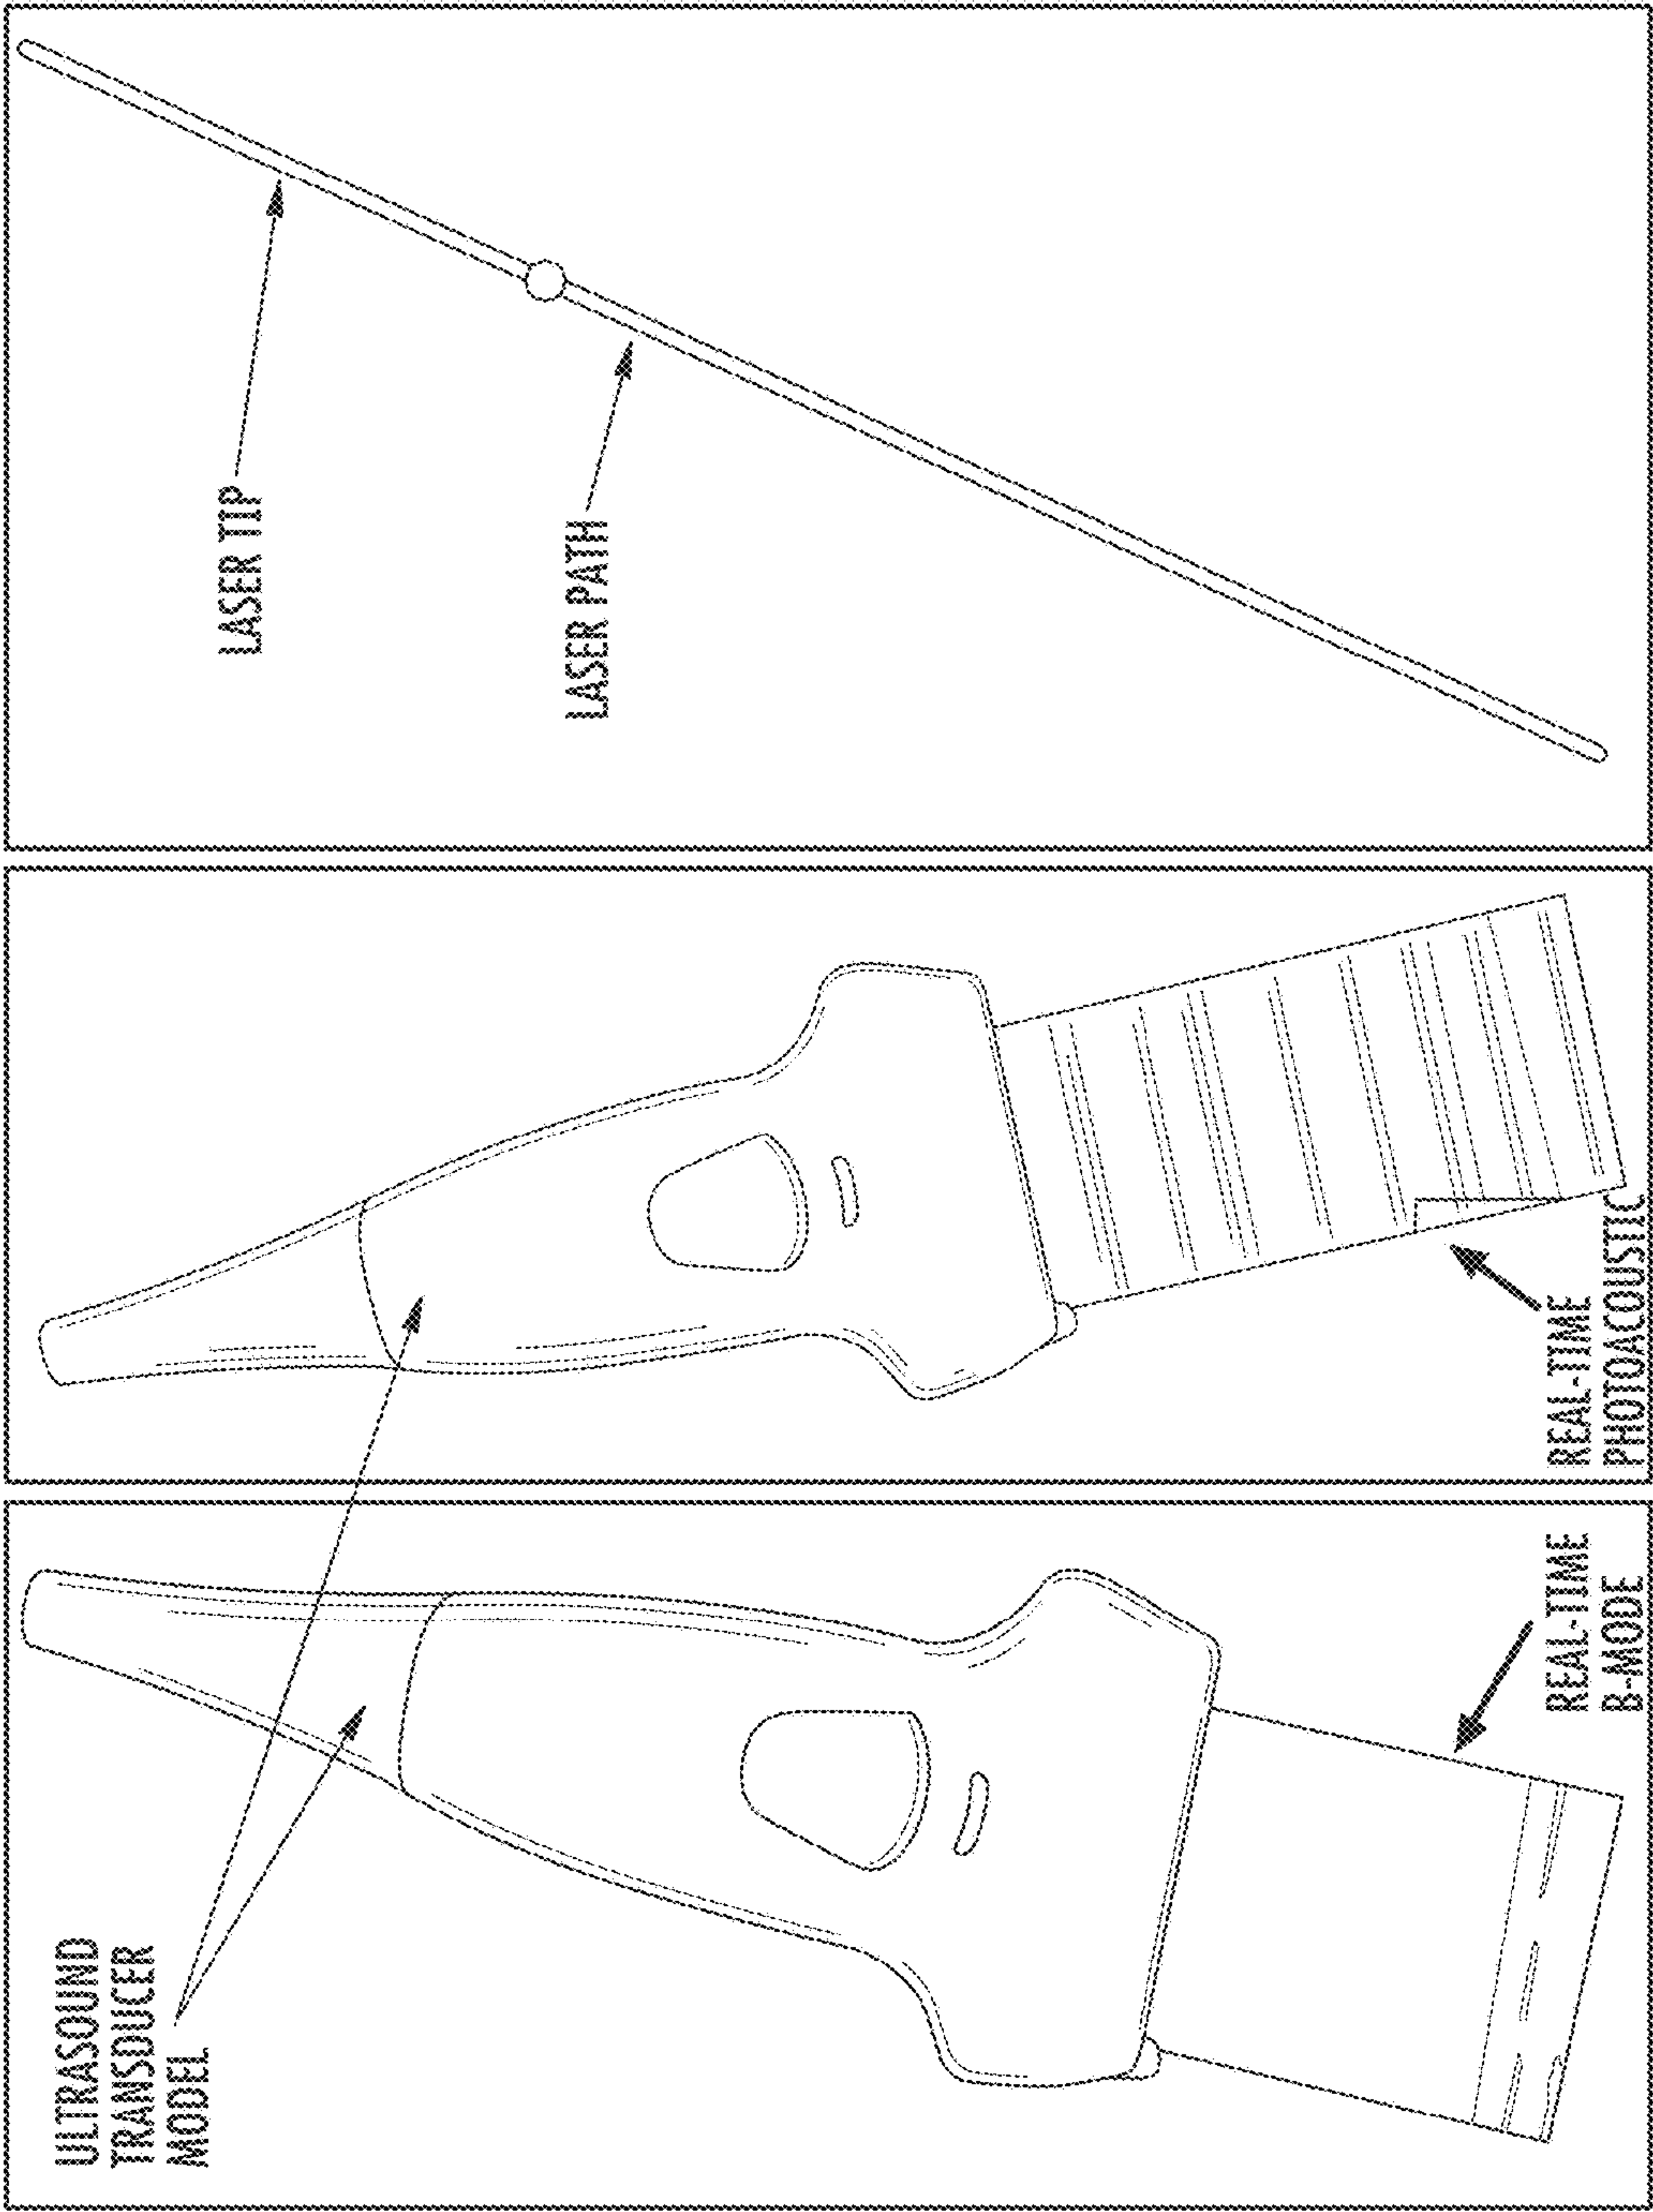 ULTRASOUND
TRANSDUCER
MODEL
REAL-TIME
B-MODE
REAL-TIME
PHOTOACOUSTIC
LASER TIP
LASER PATH